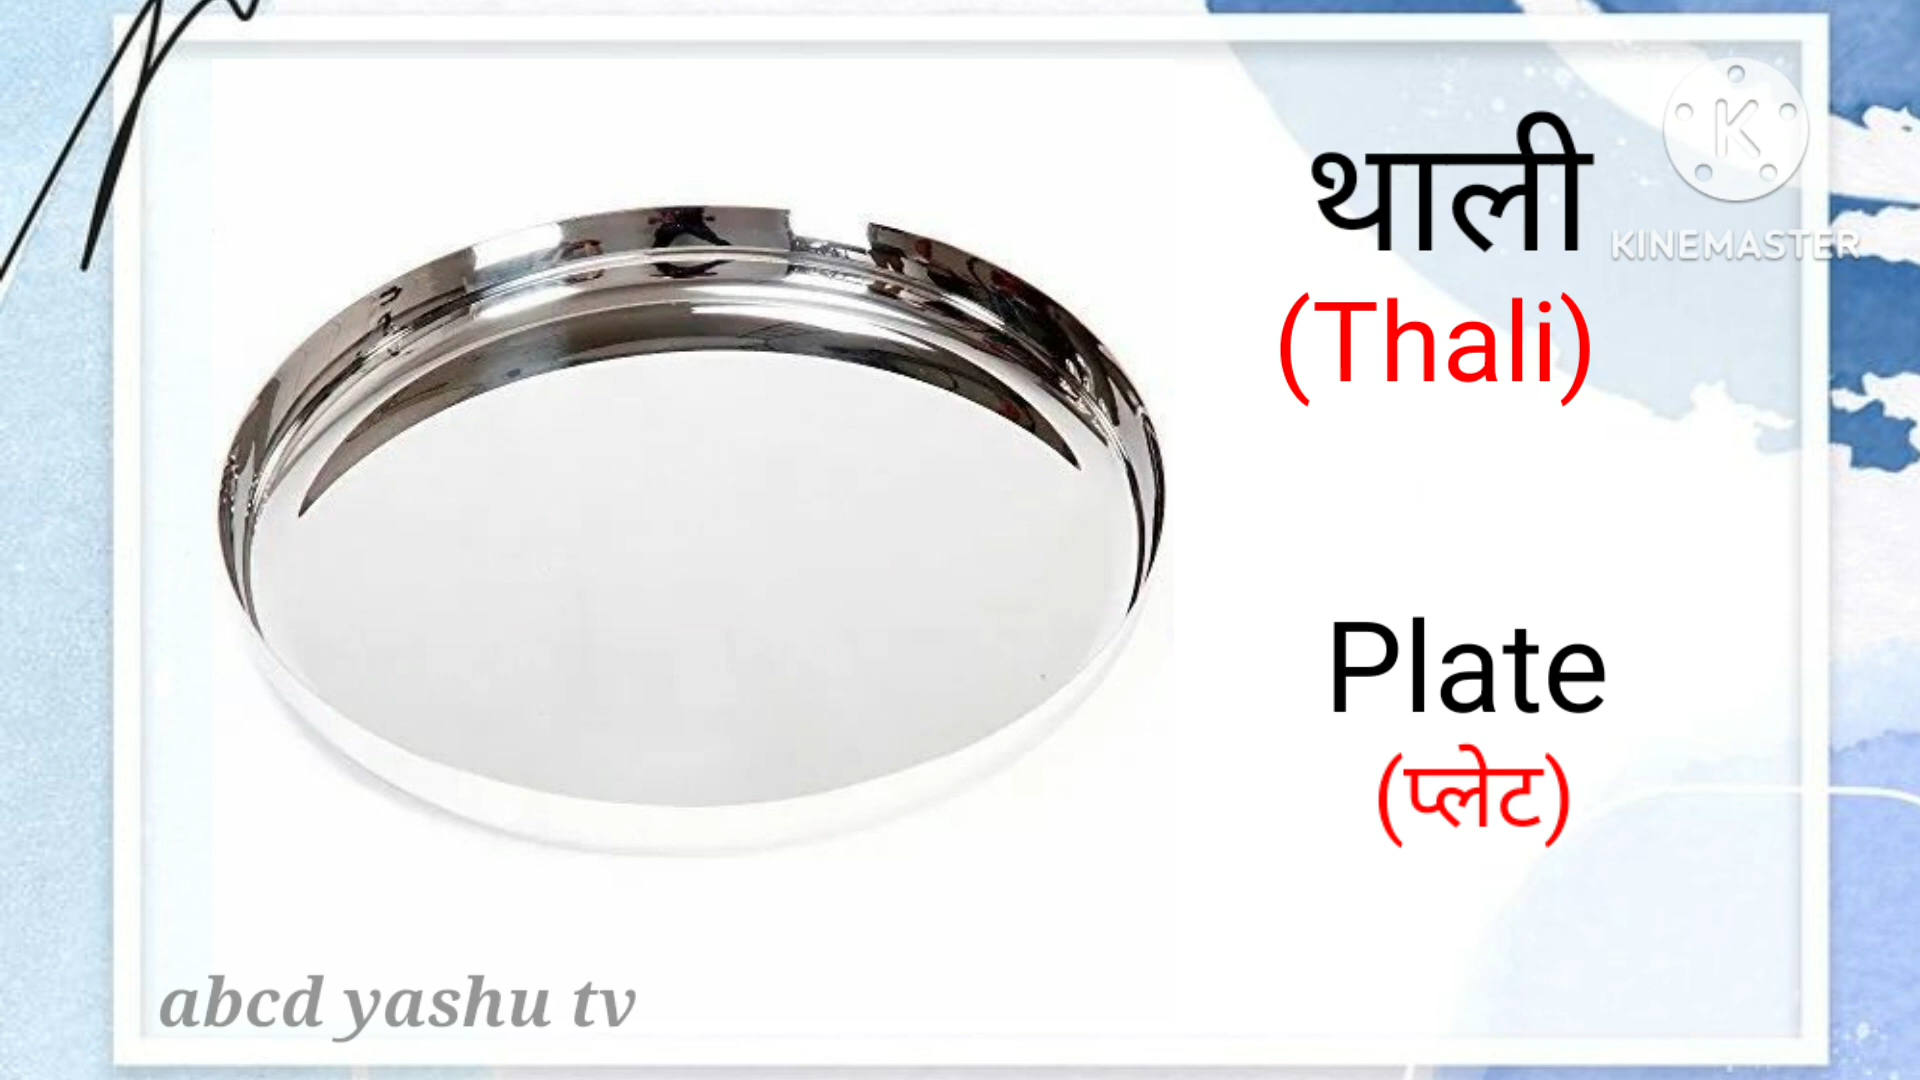 थाली
(Thali)
K
KINEMASTER
Plate
(प्लेट)
abcd yashu tv